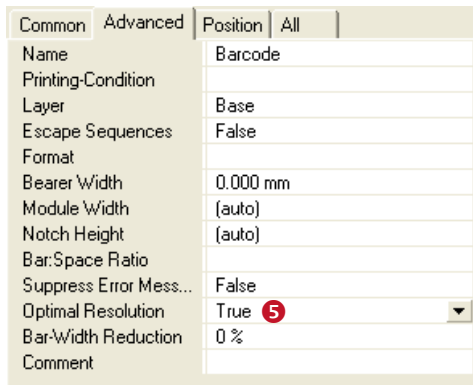 Common Advanced Position All
Name Barcode
Printing-Condition
Layer Base
Escape Sequences False
Format
Bearer Width 0.000 mm
Module Width (auto)
Notch Height (auto)
Bar:Space Ratio
Suppress Error Mess... False
Optimal Resolution True 5
Bar-Width Reduction 0 %
Comment